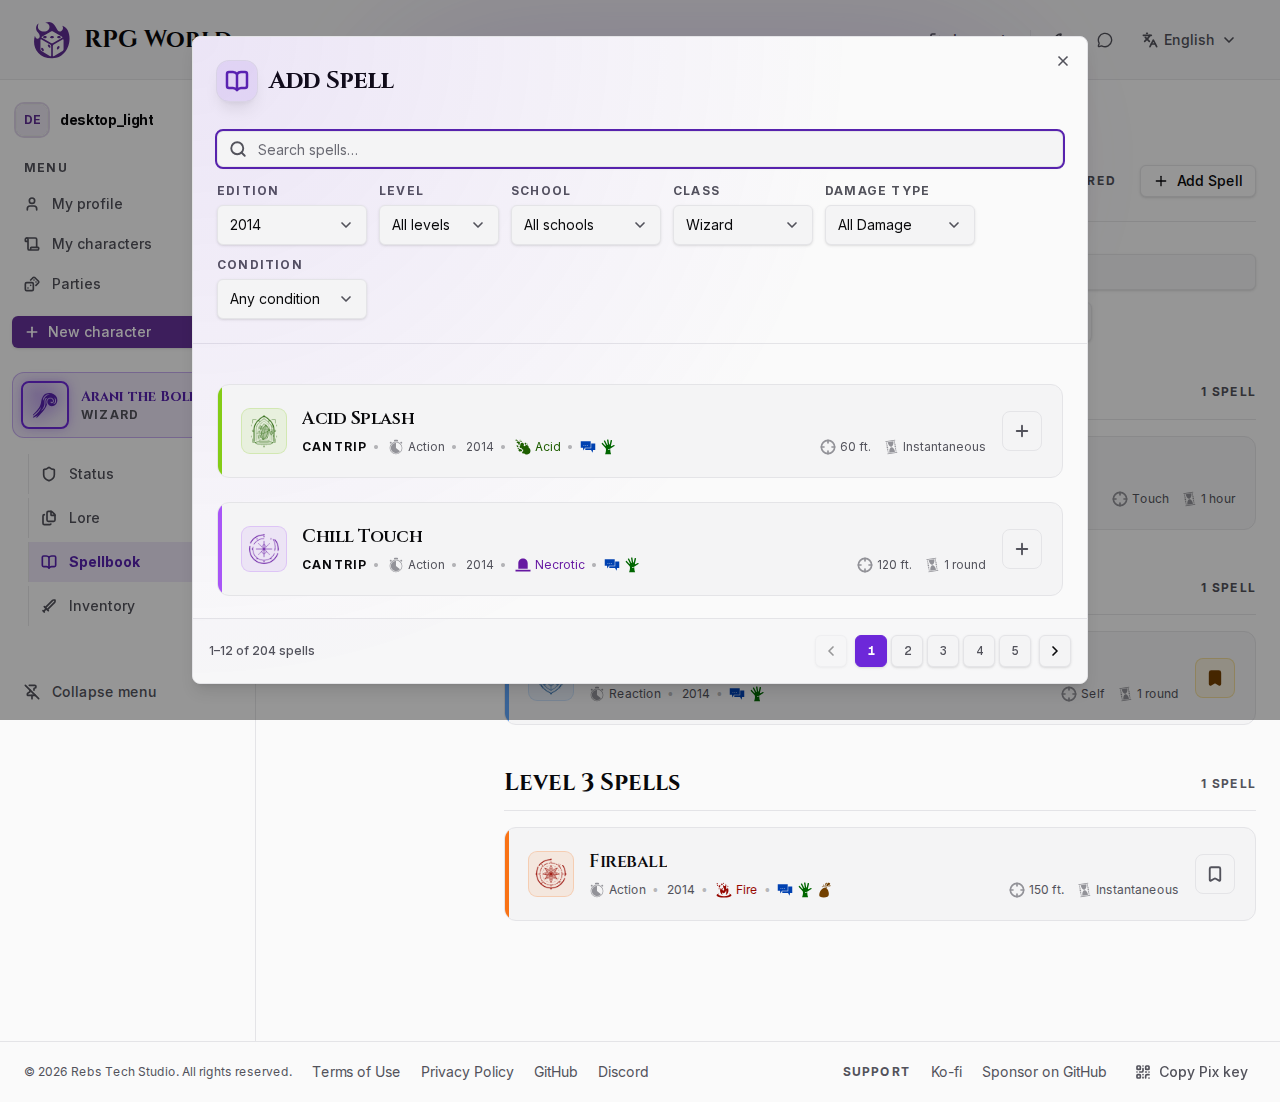 RPG World
English
DE
desktop_light
MENU
My profile
My characters
Parties
New character
Arani the
WIZARD
Status
Lore
Spellbook
Inventory
Collapse menu
Add Spell
Search spells…
EDITION
LEVEL
SCHOOL
CLASS
DAMAGE TYPE
2014
All levels
All schools
Wizard
All Damage
CONDITION
Any condition
Acid Splash
CANTRIP • Action • 2014 • Acid •
60 ft. Instantaneous
Chill Touch
CANTRIP • Action • 2014 • Necrotic •
120 ft. 1 round
1–12 of 204 spells
1 2 3 4 5
Add Spell
1 SPELL
Touch 1 hour
1 SPELL
Reaction • 2014 •
Self 1 round
Level 3 Spells
1 SPELL
Fireball
Action • 2014 • Fire •
150 ft. Instantaneous
© 2026 Rebs Tech Studio. All rights reserved. Terms of Use Privacy Policy GitHub Discord
SUPPORT Ko-fi Sponsor on GitHub Copy Pix key